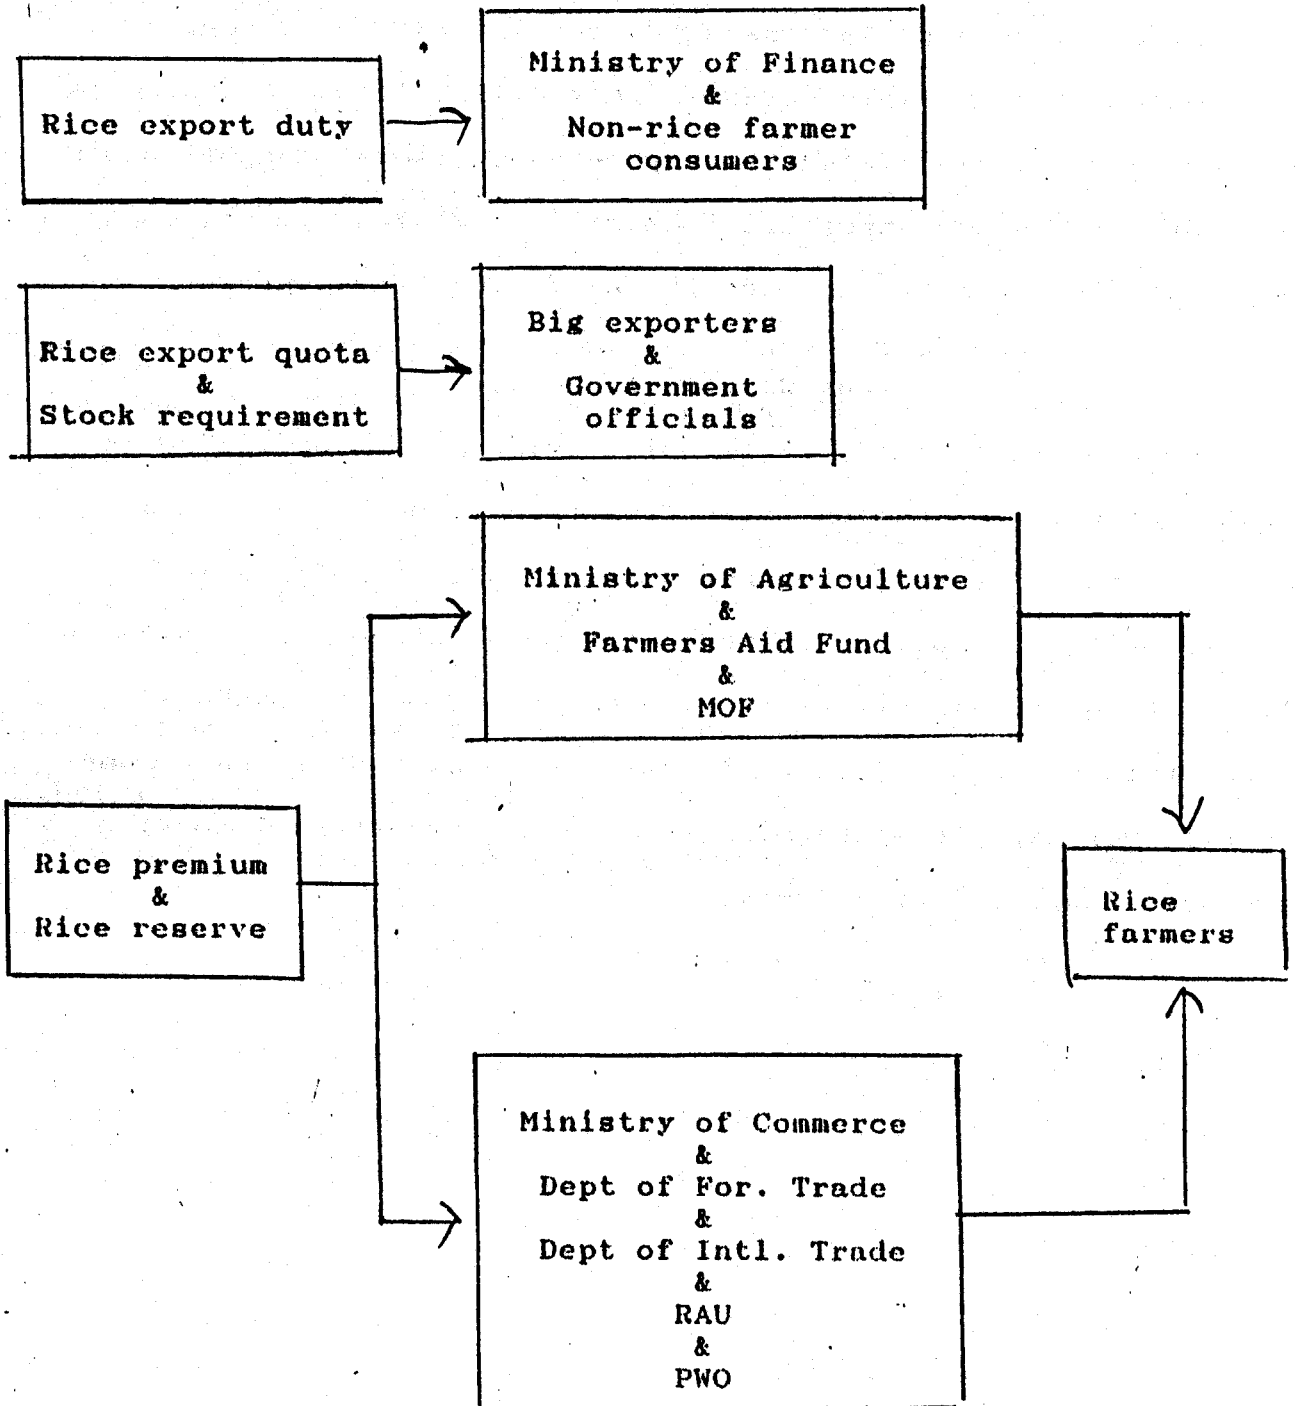 Rice export duty
Ministry of Finance
&
Non-rice farmer
consumers
Rice export quota
&
Stock requirement
Big exporters
&
Government
officials
Ministry of Agriculture
&
Farmers Aid Fund
&
MOF
Rice premium
&
Rice reserve
Rice
farmers
Ministry of Commerce
&
Dept of For. Trade
&
Dept of Intl. Trade
&
RAU
&
PWO